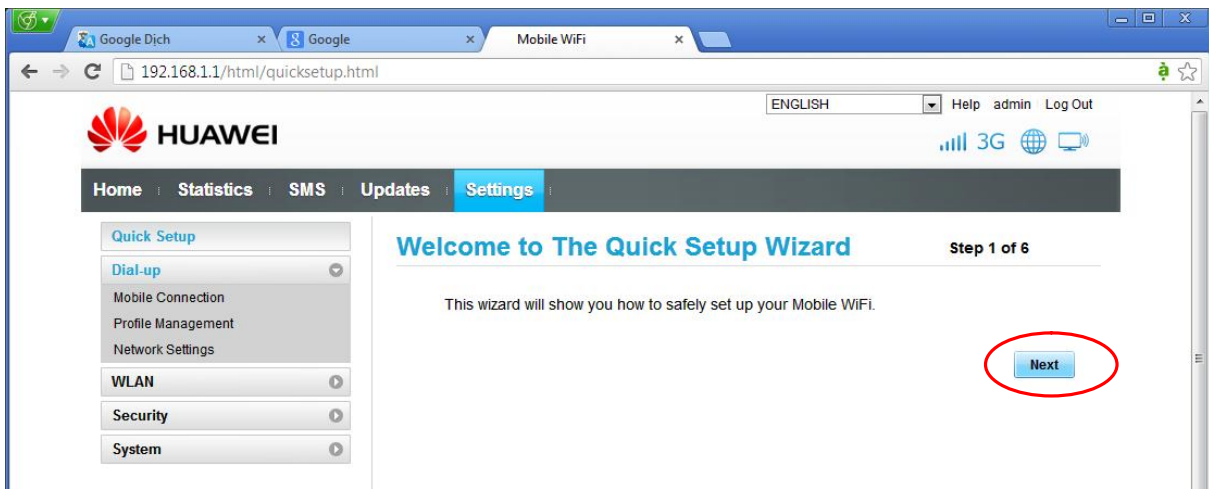 Google Dịch
Google
Mobile WiFi
192.168.1.1/html/quicksetup.html
ENGLISH Help admin Log Out
HUAWEI
3G
Home Statistics SMS Updates Settings
Quick Setup
Welcome to The Quick Setup Wizard Step 1 of 6
Dial-up
Mobile Connection
This wizard will show you how to safely set up your Mobile WiFi.
Profile Management
Network Settings
Next
WLAN
Security
System